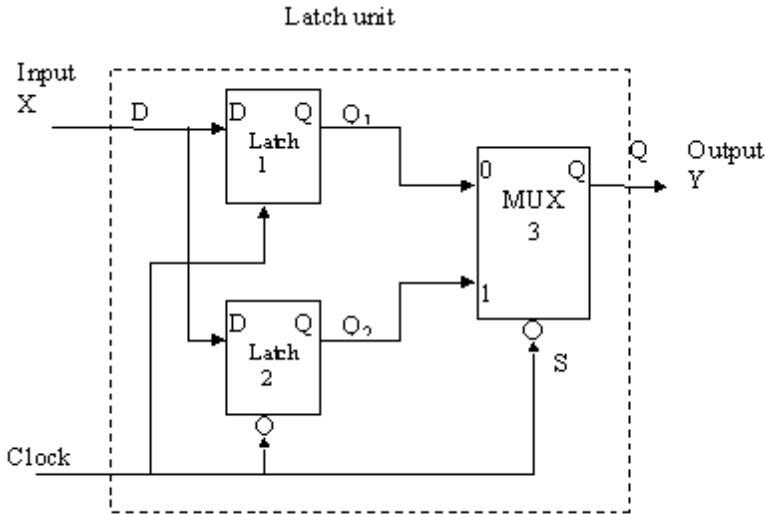 Latch unit
Input
X
D
D Q
Latch
1
Q1
0 Q
MUX
3
1
Q
Output
Y
D Q
Latch
2
Q2
S
Clock